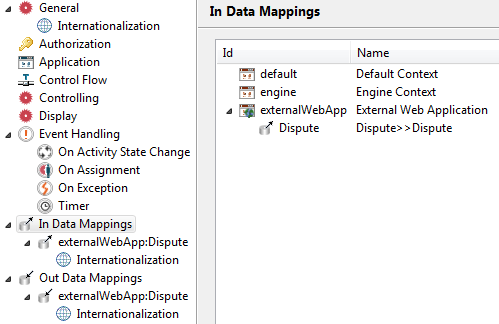 General
Internationalization
Authorization
Application
Control Flow
Controlling
Display
Event Handling
On Activity State Change
On Assignment
On Exception
Timer
In Data Mappings
externalWebApp:Dispute
Internationalization
Out Data Mappings
externalWebApp:Dispute
Internationalization
In Data Mappings
Id Name
default Default Context
engine Engine Context
externalWebApp External Web Application
Dispute Dispute>>Dispute